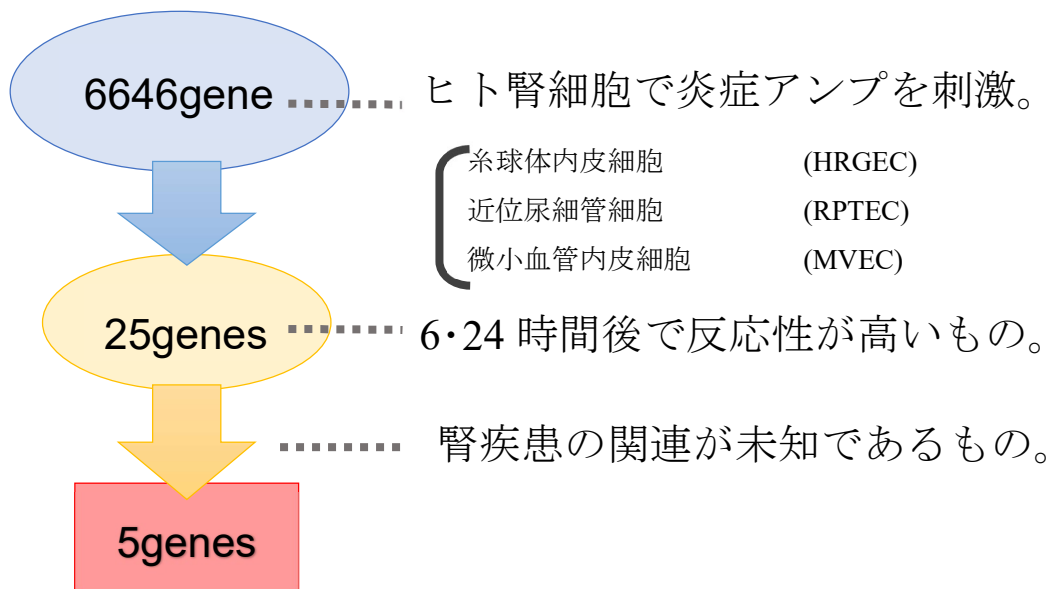 6646gene
ヒト腎細胞で炎症アンプを刺激。
糸球体内皮細胞 (HRGEC)
近位尿細管細胞 (RPTEC)
微小血管内皮細胞 (MVEC)
25genes
6・24 時間後で反応性が高いもの。
腎疾患の関連が未知であるもの。
5genes